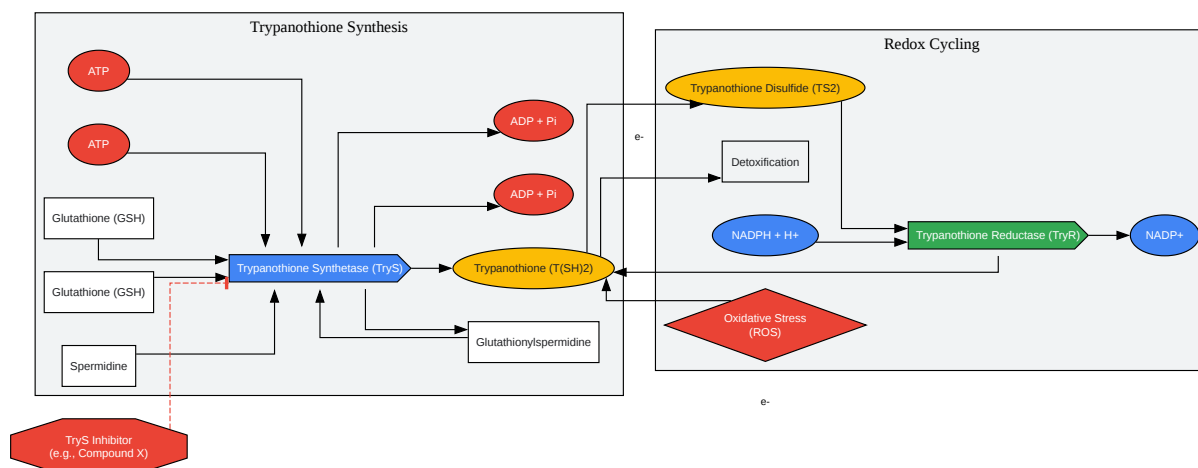 Trypanothione Synthesis
ATP
ATP
Glutathione (GSH)
Glutathione (GSH)
Spermidine
Trypanothione Synthetase (TryS)
ADP + Pi
ADP + Pi
Trypanothione (T(SH)2)
Glutathionylspermidine
TryS Inhibitor
(e.g., Compound X)
Redox Cycling
Trypanothione Disulfide (TS2)
e-
Detoxification
NADPH + H+
Trypanothione Reductase (TryR)
NADP+
Oxidative Stress
(ROS)
e-